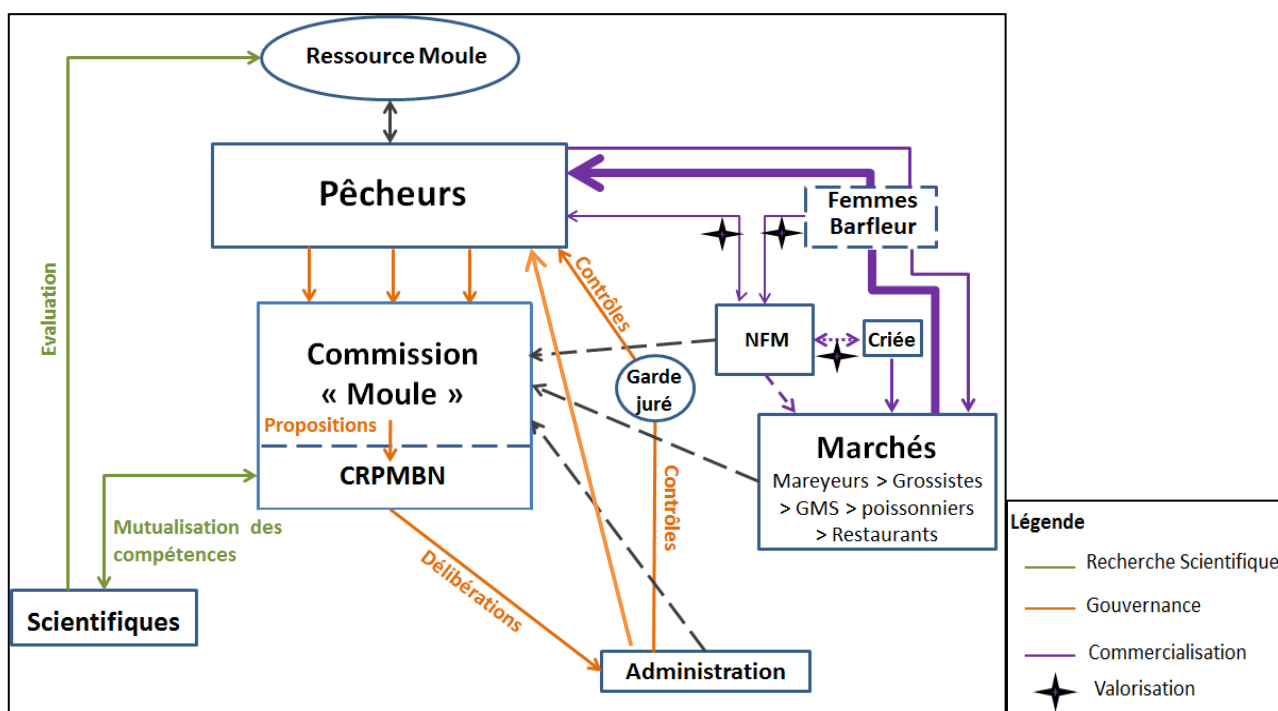 Ressource Moule
Pêcheurs
Femmes
Barfleur
Evaluation
Contrôles
NFM
Criée
Commission
« Moule »
Garde
juré
Propositions
CRPMBN
Marchés
Mareyeurs > Grossistes
> GMS > poissonniers
> Restaurants
Contrôles
Mutualisation des
compétences
Délibérations
Scientifiques
Administration
Légende
Recherche Scientifique
Gouvernance
Commercialisation
Valorisation